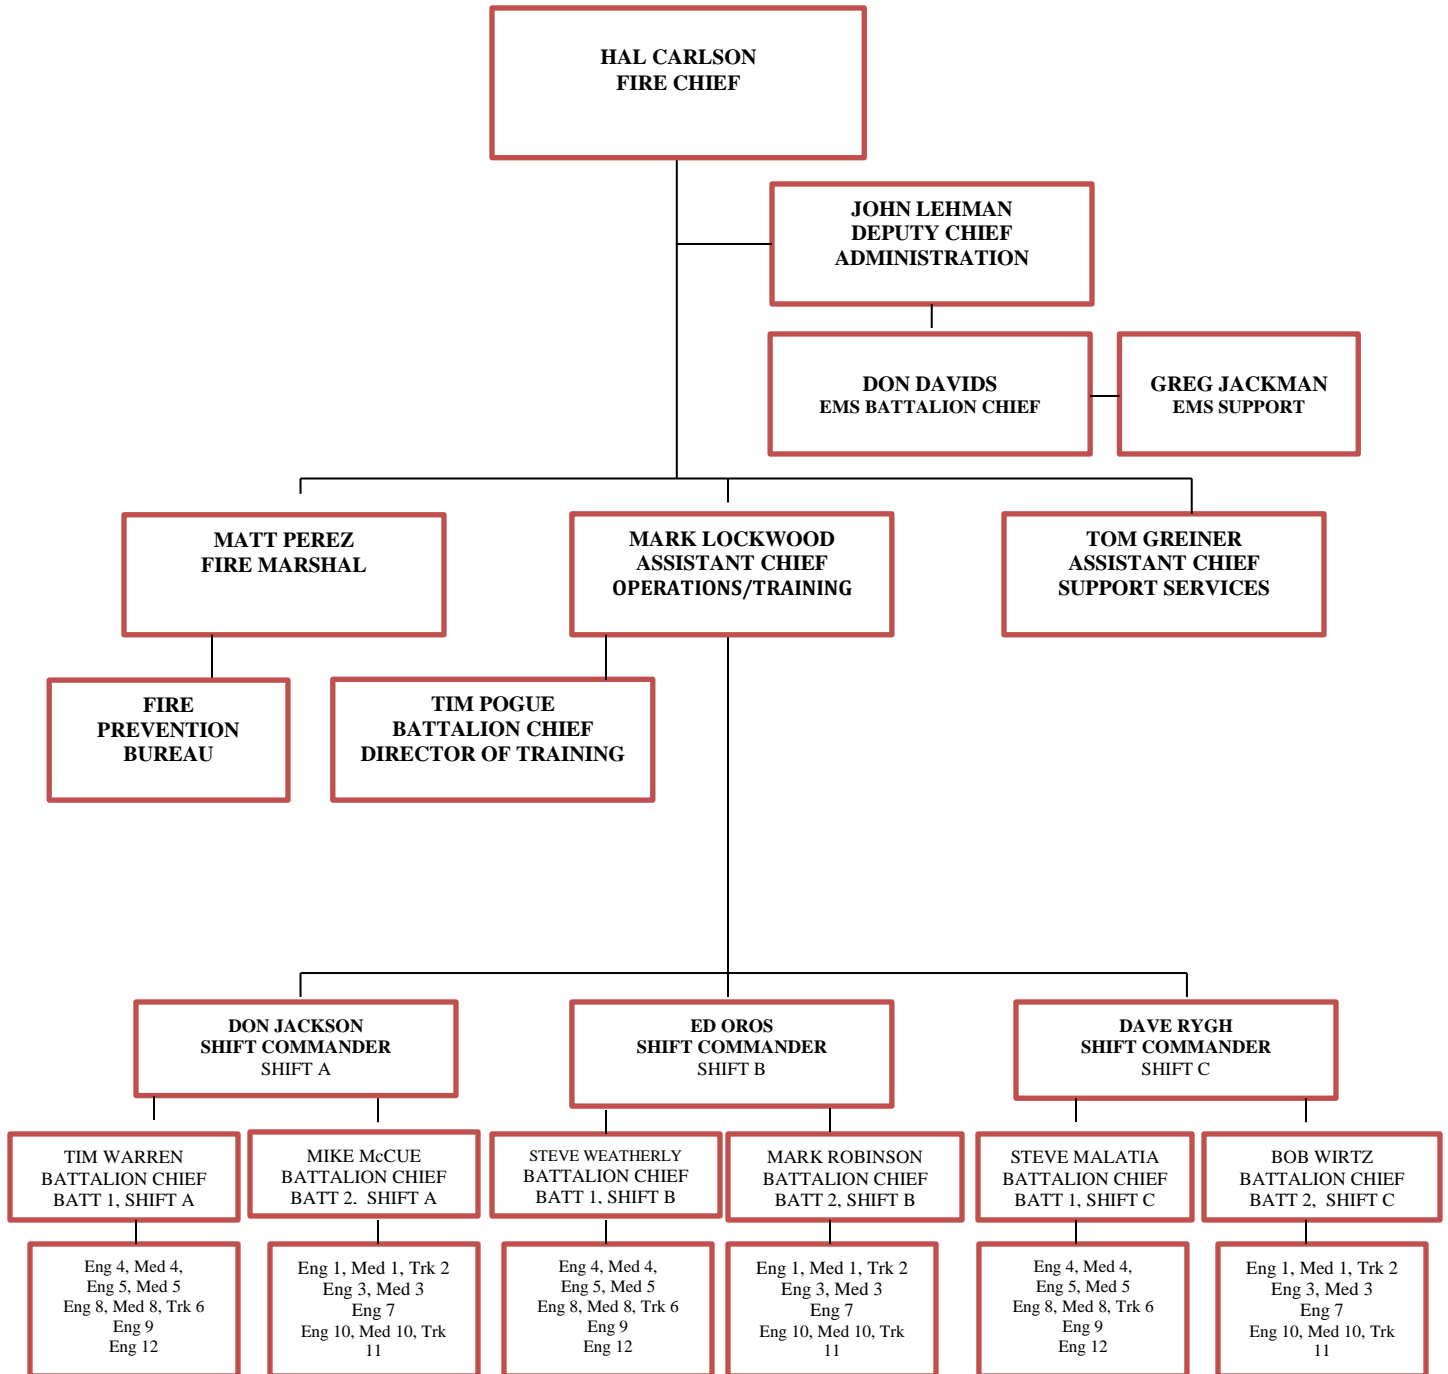 HAL CARLSON
FIRE CHIEF
JOHN LEHMAN
DEPUTY CHIEF
ADMINISTRATION
DON DAVIDS
EMS BATTALION CHIEF
GREG JACKMAN
EMS SUPPORT
MATT PEREZ
FIRE MARSHAL
MARK LOCKWOOD
ASSISTANT CHIEF
OPERATIONS/TRAINING
TOM GREINER
ASSISTANT CHIEF
SUPPORT SERVICES
FIRE
PREVENTION
BUREAU
TIM POGUE
BATTALION CHIEF
DIRECTOR OF TRAINING
DON JACKSON
SHIFT COMMANDER
SHIFT A
ED OROS
SHIFT COMMANDER
SHIFT B
DAVE RYGH
SHIFT COMMANDER
SHIFT C
TIM WARREN
BATTALION CHIEF
BATT 1, SHIFT A
MIKE McCUE
BATTALION CHIEF
BATT 2. SHIFT A
STEVE WEATHERLY
BATTALION CHIEF
BATT 1, SHIFT B
MARK ROBINSON
BATTALION CHIEF
BATT 2, SHIFT B
STEVE MALATIA
BATTALION CHIEF
BATT 1, SHIFT C
BOB WIRTZ
BATTALION CHIEF
BATT 2, SHIFT C
Eng 4, Med 4,
Eng 5, Med 5
Eng 8, Med 8, Trk 6
Eng 9
Eng 12
Eng 1, Med 1, Trk 2
Eng 3, Med 3
Eng 7
Eng 10, Med 10, Trk
11
Eng 4, Med 4,
Eng 5, Med 5
Eng 8, Med 8, Trk 6
Eng 9
Eng 12
Eng 1, Med 1, Trk 2
Eng 3, Med 3
Eng 7
Eng 10, Med 10, Trk
11
Eng 4, Med 4,
Eng 5, Med 5
Eng 8, Med 8, Trk 6
Eng 9
Eng 12
Eng 1, Med 1, Trk 2
Eng 3, Med 3
Eng 7
Eng 10, Med 10, Trk
11